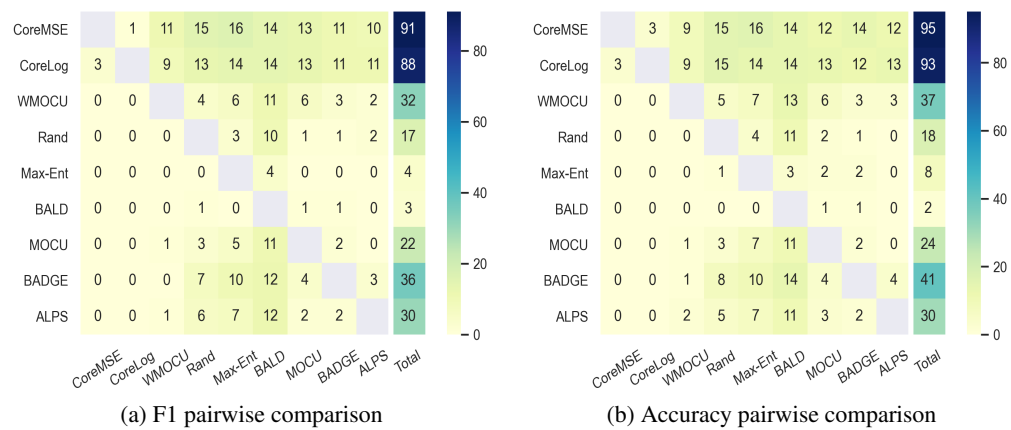 CoreMSE 1 11 15 16 14 13 11 10 91
CoreLog 3 9 13 14 14 13 11 11 88
WMOCU 0 0 4 6 11 6 3 2 32
Rand 0 0 0 3 10 1 1 2 17
Max-Ent 0 0 0 0 4 0 0 0 4
BALD 0 0 0 1 0 1 1 0 3
MOCU 0 0 1 3 5 11 2 0 22
BADGE 0 0 0 7 10 12 4 3 36
ALPS 0 0 1 6 7 12 2 2 30
CoreMSE CoreLog WMOCU Rand Max-Ent BALD MOCU BADGE ALPS Total
80
60
40
20
0
(a) F1 pairwise comparison
CoreMSE 3 9 15 16 14 12 14 12 95
CoreLog 3 9 15 14 14 13 12 13 93
WMOCU 0 0 5 7 13 6 3 3 37
Rand 0 0 0 4 11 2 1 0 18
Max-Ent 0 0 0 1 3 2 2 0 8
BALD 0 0 0 0 0 1 1 0 2
MOCU 0 0 1 3 7 11 2 0 24
BADGE 0 0 1 8 10 14 4 4 41
ALPS 0 0 2 5 7 11 3 2 30
CoreMSE CoreLog WMOCU Rand Max-Ent BALD MOCU BADGE ALPS Total
80
60
40
20
0
(b) Accuracy pairwise comparison